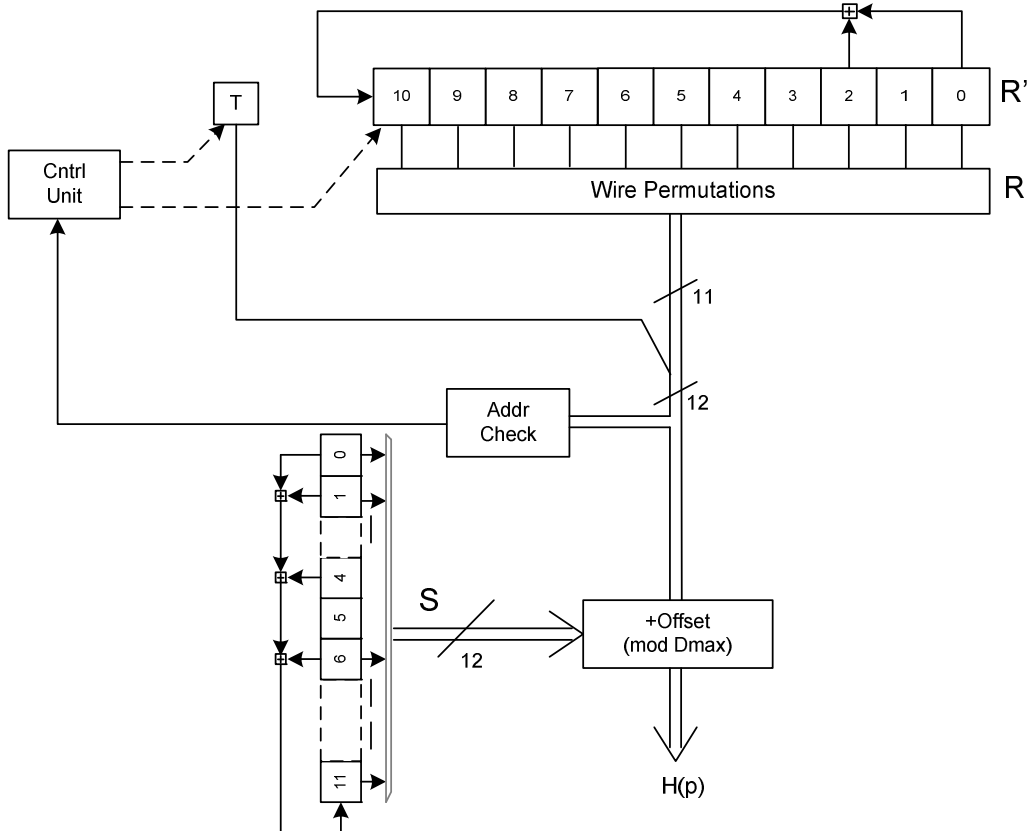 T
10 9 8 7 6 5 4 3 2 1 0
R’
Cntrl
Unit
Wire Permutations
R
11
12
Addr
Check
0
1
4
5
6
11
S
12
+Offset
(mod Dmax)
H(p)